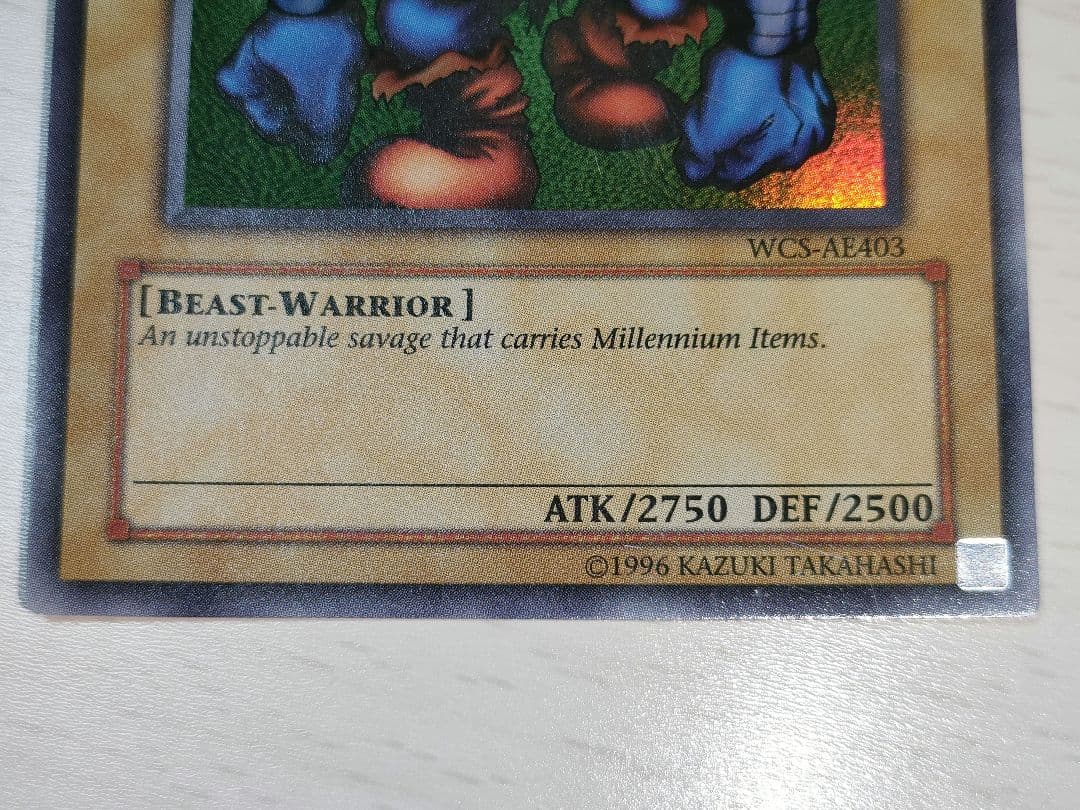 WCS-AE403
[BEAST-WARRIOR]
An unstoppable savage that carries Millennium Items.
ATK/2750 DEF/2500
©1996 KAZUKI TAKAHASHI